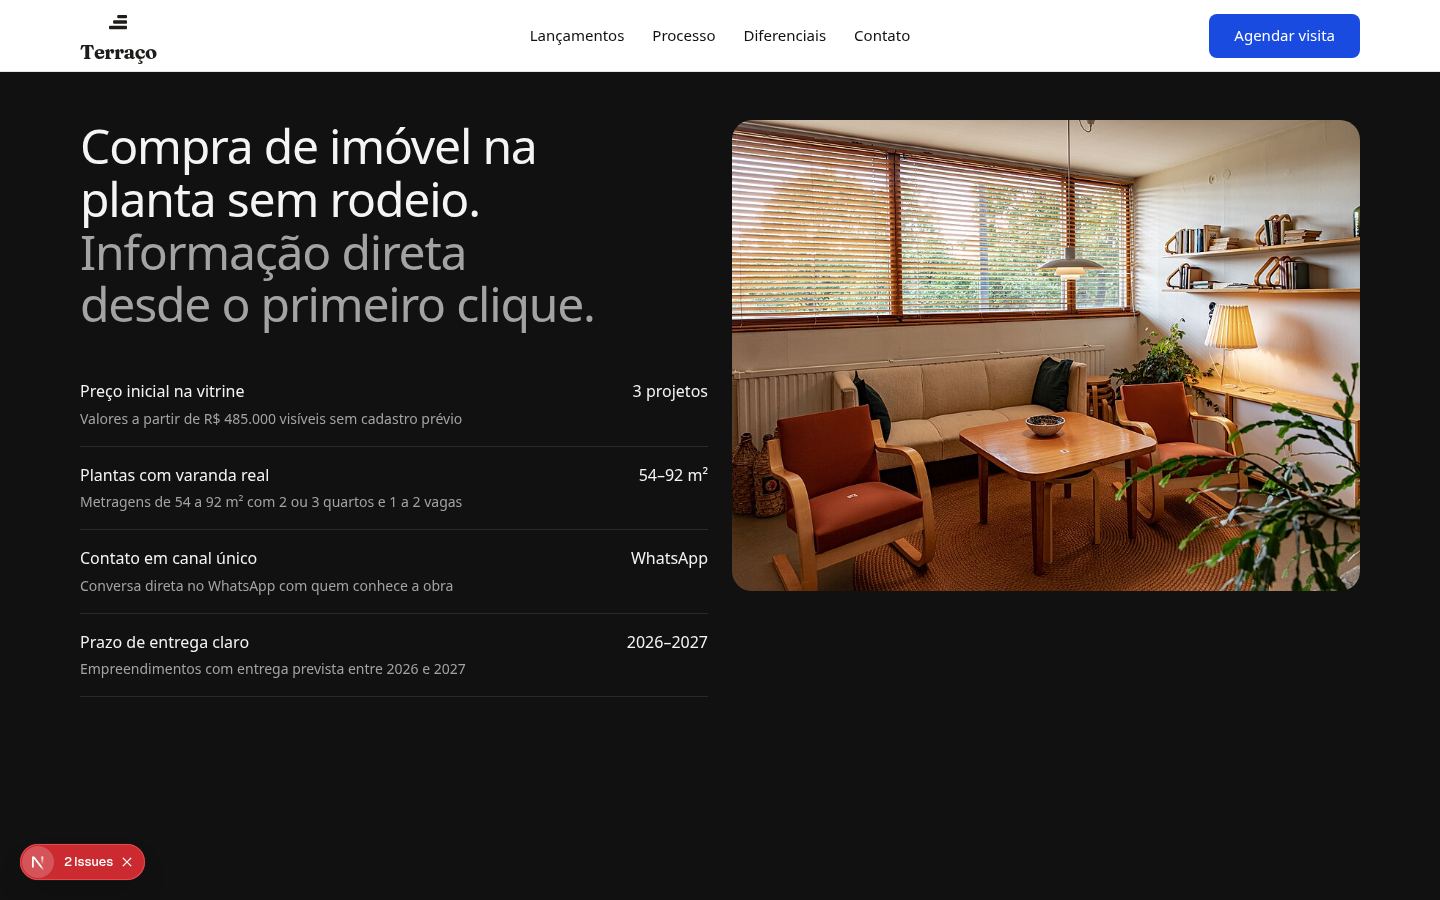 Terraço
Lançamentos Processo Diferenciais Contato
Agendar visita
Compra de imóvel na
planta sem rodeio.
Informação direta
desde o primeiro clique.
Preço inicial na vitrine 3 projetos
Valores a partir de R$ 485.000 visíveis sem cadastro prévio
Plantas com varanda real 54–92 m²
Metragens de 54 a 92 m² com 2 ou 3 quartos e 1 a 2 vagas
Contato em canal único WhatsApp
Conversa direta no WhatsApp com quem conhece a obra
Prazo de entrega claro 2026–2027
Empreendimentos com entrega prevista entre 2026 e 2027
N 2 Issues